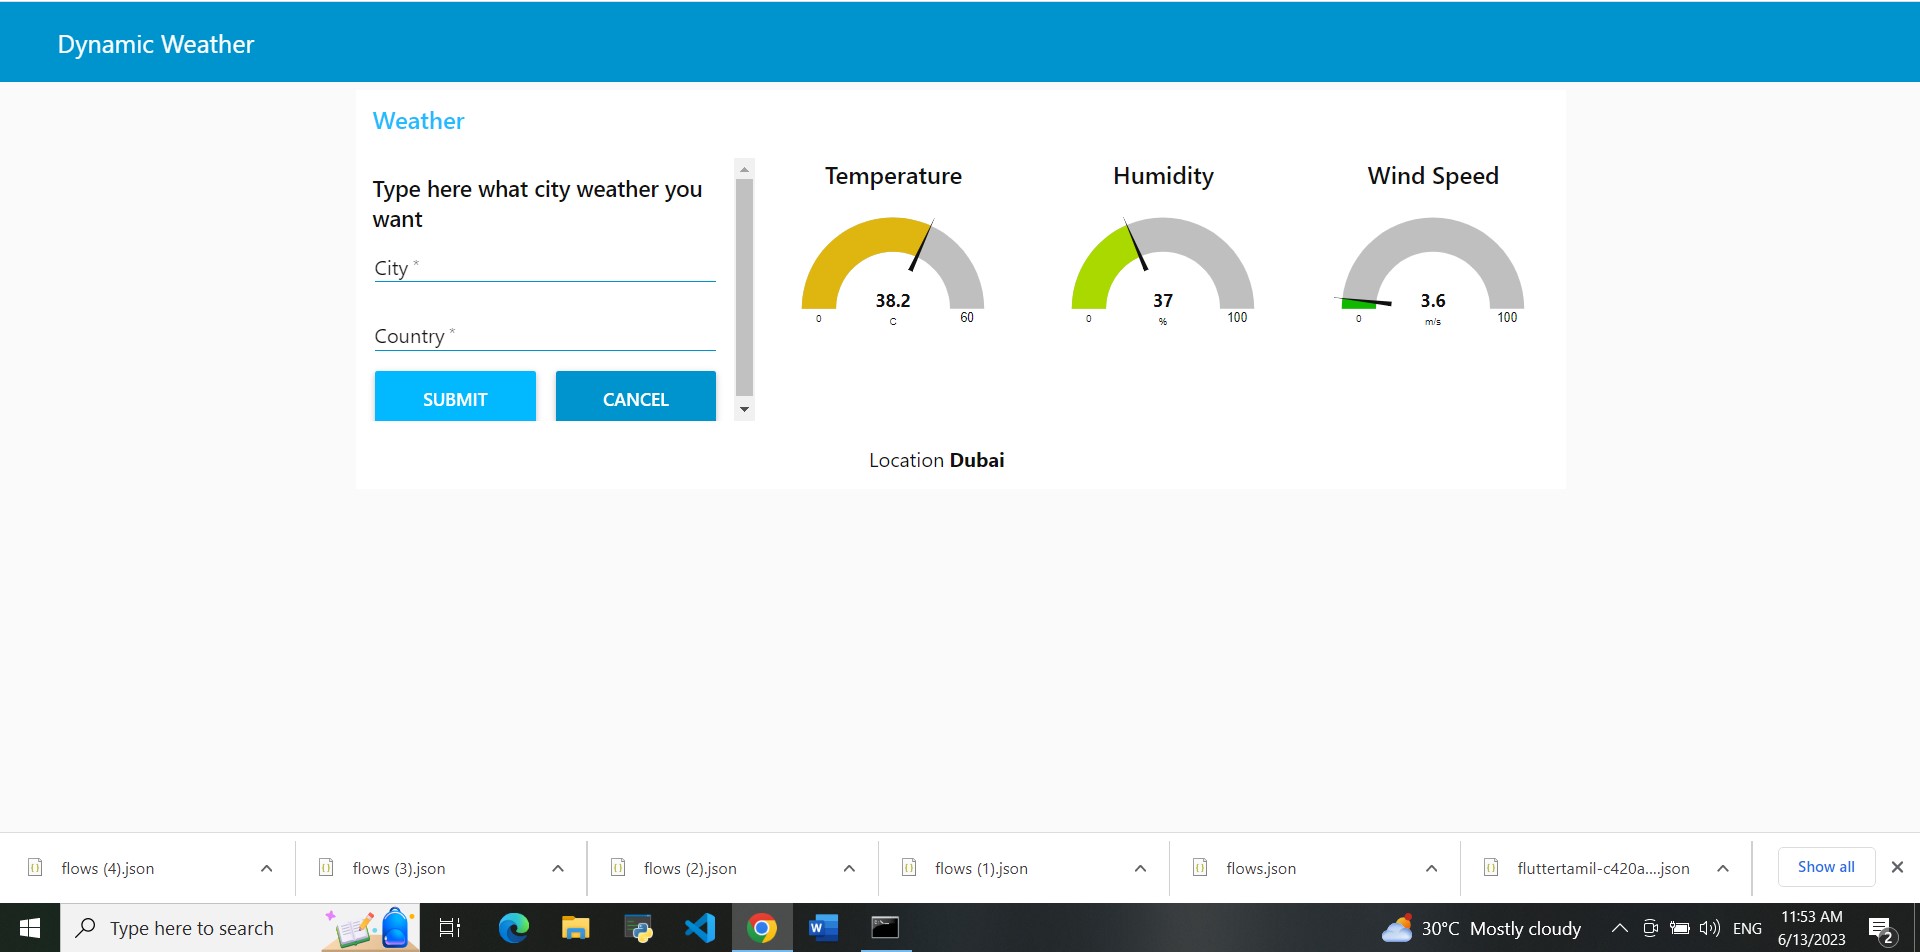 Dynamic Weather
Weather
Type here what city weather you
want
City *
Country *
SUBMIT CANCEL
Temperature
38.2
C
0 60
Humidity
37
%
0 100
Wind Speed
3.6
m/s
0 100
Location Dubai
flows (4).json
flows (3).json
flows (2).json
flows (1).json
flows.json
fluttertamil-c420a....json
Show all
Type here to search
30°C Mostly cloudy
ENG
11:53 AM
6/13/2023
2